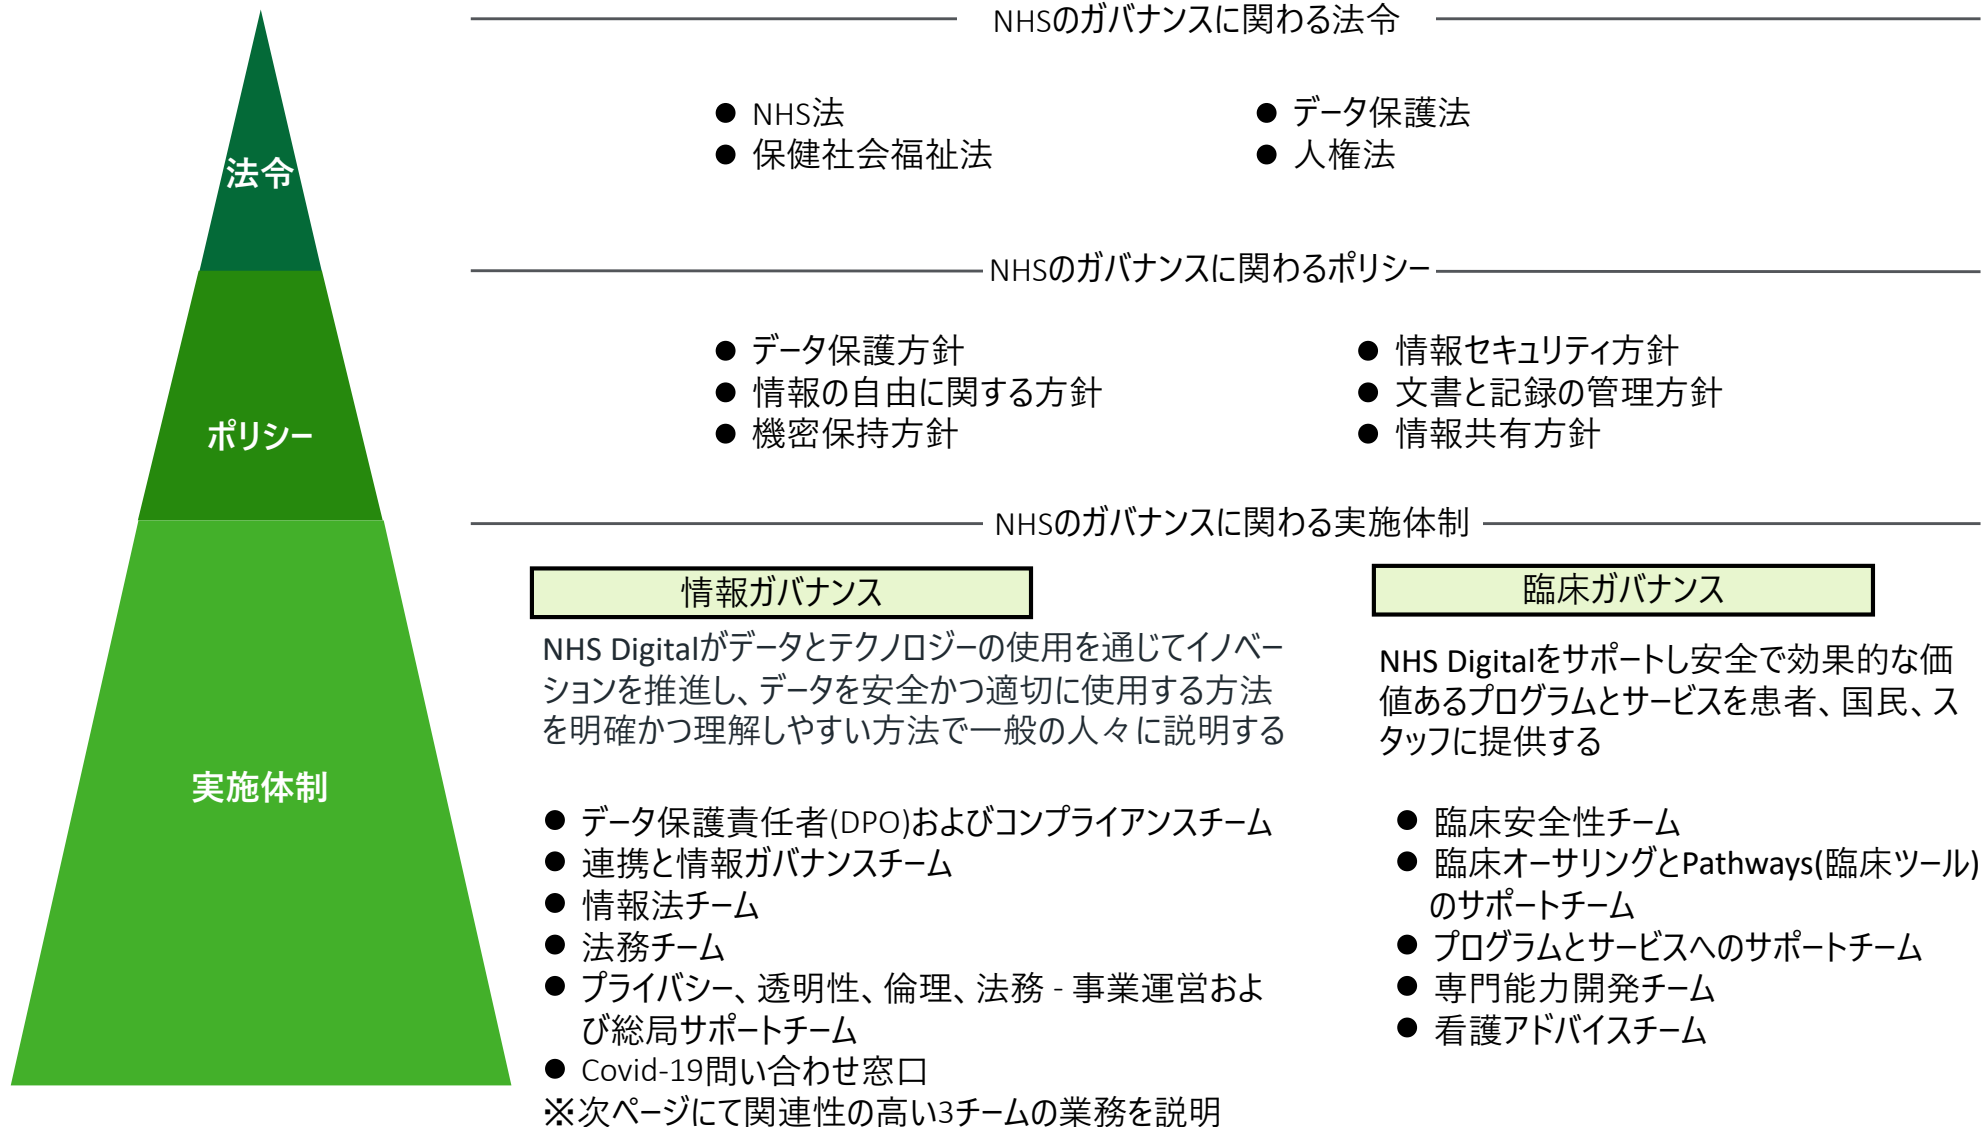 NHSのガバナンスに関わる法令
法令
● NHS法
● 保健社会福祉法
● データ保護法
● 人権法
NHSのガバナンスに関わるポリシー
ポリシー
● データ保護方針
● 情報の自由に関する方針
● 機密保持方針
● 情報セキュリティ方針
● 文書と記録の管理方針
● 情報共有方針
NHSのガバナンスに関わる実施体制
実施体制
情報ガバナンス
NHS Digitalがデータとテクノロジーの使用を通じてイノベー
ションを推進し、データを安全かつ適切に使用する方法
を明確かつ理解しやすい方法で一般の人々に説明する
● データ保護責任者(DPO)およびコンプライアンスチーム
● 連携と情報ガバナンスチーム
● 情報法チーム
● 法務チーム
● プライバシー、透明性、倫理、法務 - 事業運営およ
び総局サポートチーム
● Covid-19問い合わせ窓口
※次ページにて関連性の高い3チームの業務を説明
臨床ガバナンス
NHS Digitalをサポートし安全で効果的な価
値あるプログラムとサービスを患者、国民、ス
タッフに提供する
● 臨床安全性チーム
● 臨床オーサリングとPathways(臨床ツール)
のサポートチーム
● プログラムとサービスへのサポートチーム
● 専門能力開発チーム
● 看護アドバイスチーム